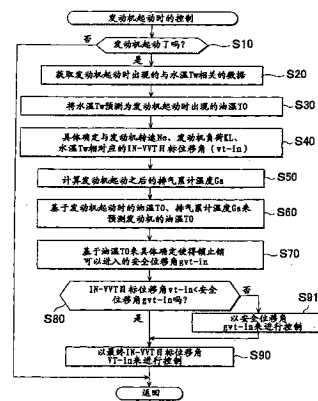 发动机起动时的控制
否
发动机起动了吗?
S10
获取发动机起动时出现的与水温Tw相关的数据
S20
将水温Tw预测为发动机起动时出现的油温TO
S30
具体确定与发动机转速Ne、发动机负荷KL、
水温Tw相对应的IN-VVT目标位移角(vt-in)
S40
计算发动机起动之后的排气累计温度Ga
S50
基于发动机起动时的油温TO、排气累计温度Ga来
预测发动机的油温TO
S60
基于油温TO来具体确定使得锁止销
可以进入的安全位移角gvt-in
S70
IN-VVT目标位移角vt-in<安全
位移角gvt-in吗?
S80
否
是
以安全位移角
gvt-in来进行控制
S91
以最终IN-VVT目标位移角
VT-in来进行控制
S90
返回